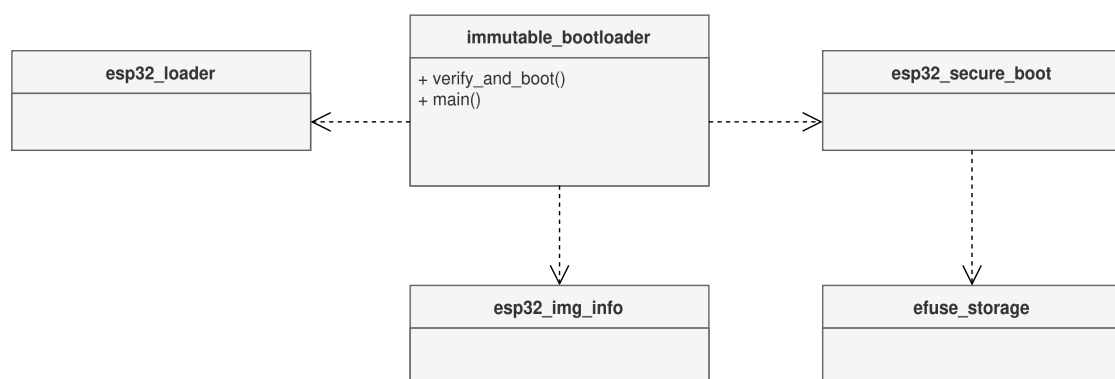 immutable_bootloader
+ verify_and_boot()
+ main()
esp32_loader
esp32_secure_boot
esp32_img_info
efuse_storage